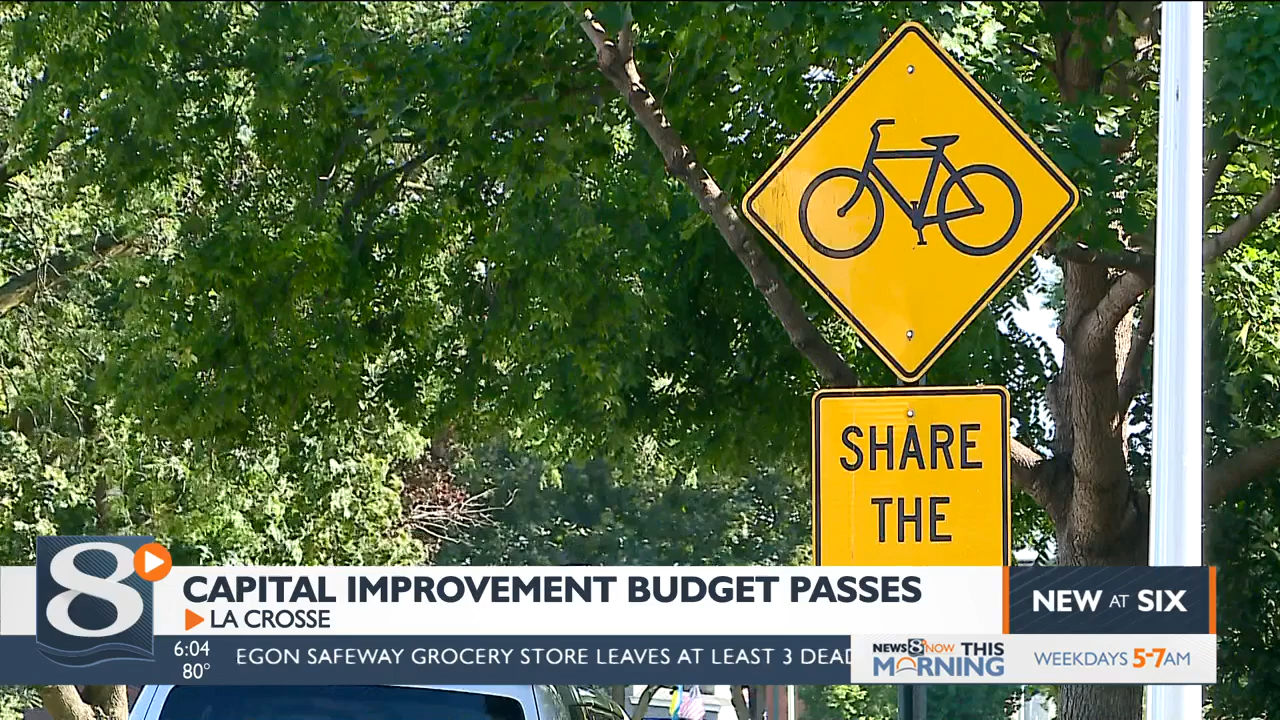 SHARE
THE
8
CAPITAL IMPROVEMENT BUDGET PASSES
LA CROSSE
NEW AT SIX
6:04
80°
EGON SAFEWAY GROCERY STORE LEAVES AT LEAST 3 DEAD
NEWS 8 NOW THIS
MORNING
WEEKDAYS 5-7AM